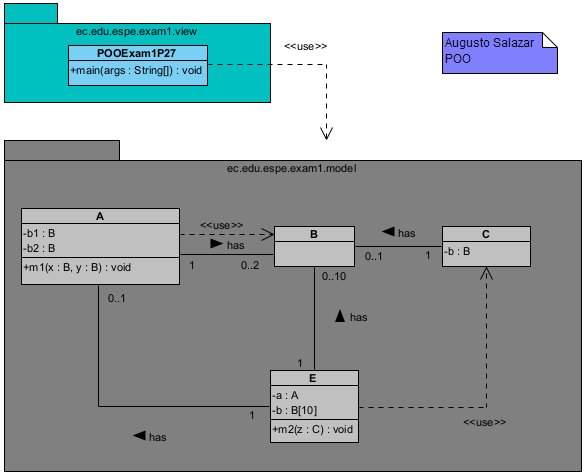 ec.edu.espe.exam1.view
POOExam1P27
+main(args : String[]) : void
<<use>>
Augusto Salazar
POO
ec.edu.espe.exam1.model
A
-b1 : B
-b2 : B
+m1(x : B, y : B) : void
<<use>>
has
1
0..2
B
has
0..1
1
C
-b : B
0..1
0..10
has
1
E
-a : A
-b : B[10]
+m2(z : C) : void
1
has
<<use>>